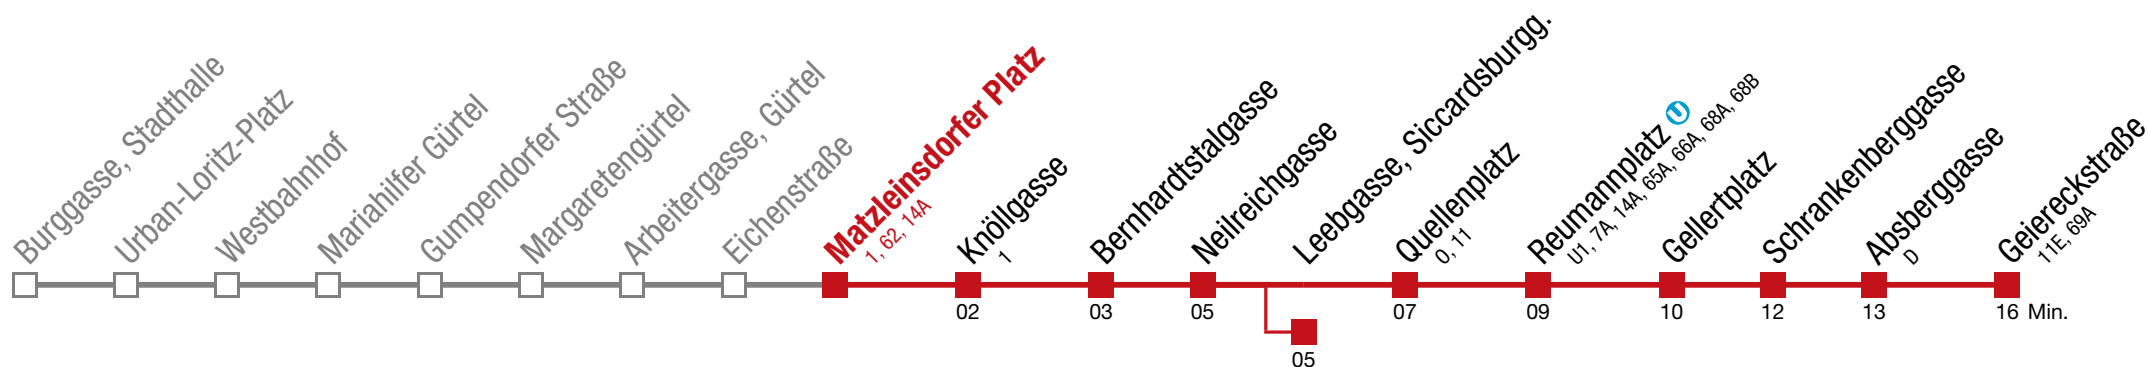 Burggasse, Stadthalle
Urban-Loritz-Platz
Westbahnhof
Mariahilfer Gürtel
Gumpendorfer Straße
Margaretengürtel
Arbeitergasse, Gürtel
Eichenstraße
Matzleinsdorfer Platz
1, 62, 14A
Knöllgasse
1
Bernhardtstalgasse
Neilreichgasse
Leebgasse, Siccardsburgg.
Quellenplatz
0, 11
Reumannplatz U
U1, 7A, 14A, 65A, 66A, 68A, 68B
Gellertplatz
Schrankenberggasse
Absberggasse
D
Geiereckstraße
11E, 69A
02 03 05 07 09 10 12 13 16 Min.
05